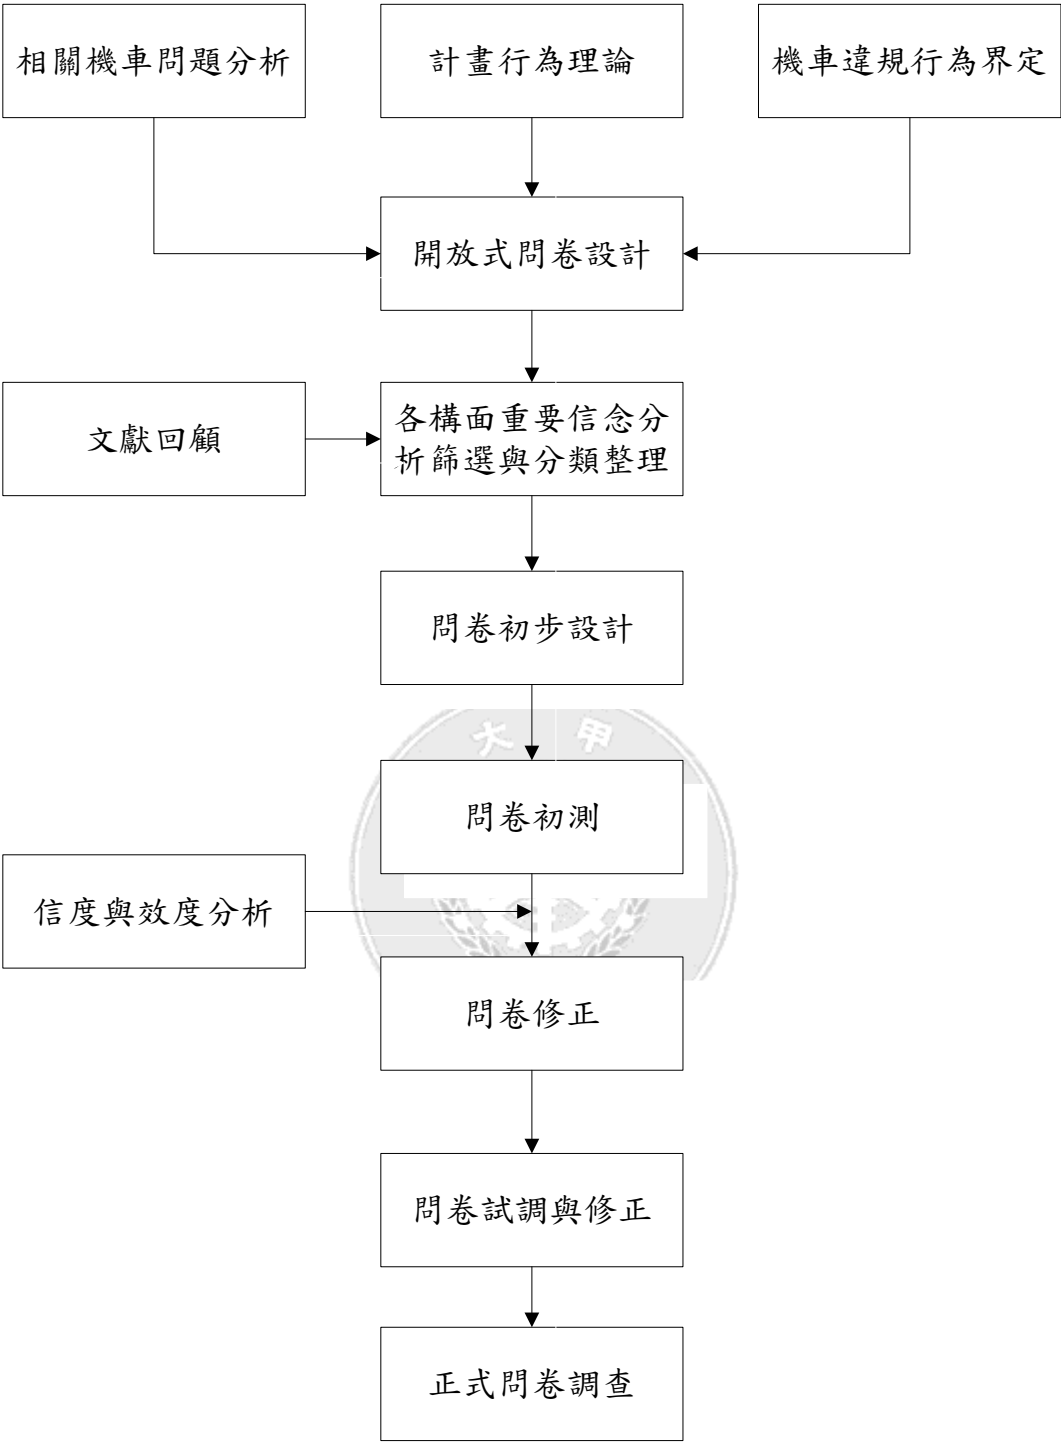 相關機車問題分析
計畫行為理論
機車違規行為界定
開放式問卷設計
文獻回顧
各構面重要信念分
析篩選與分類整理
問卷初步設計
大 甲
問卷初測
信度與效度分析
問卷修正
問卷試調與修正
正式問卷調查